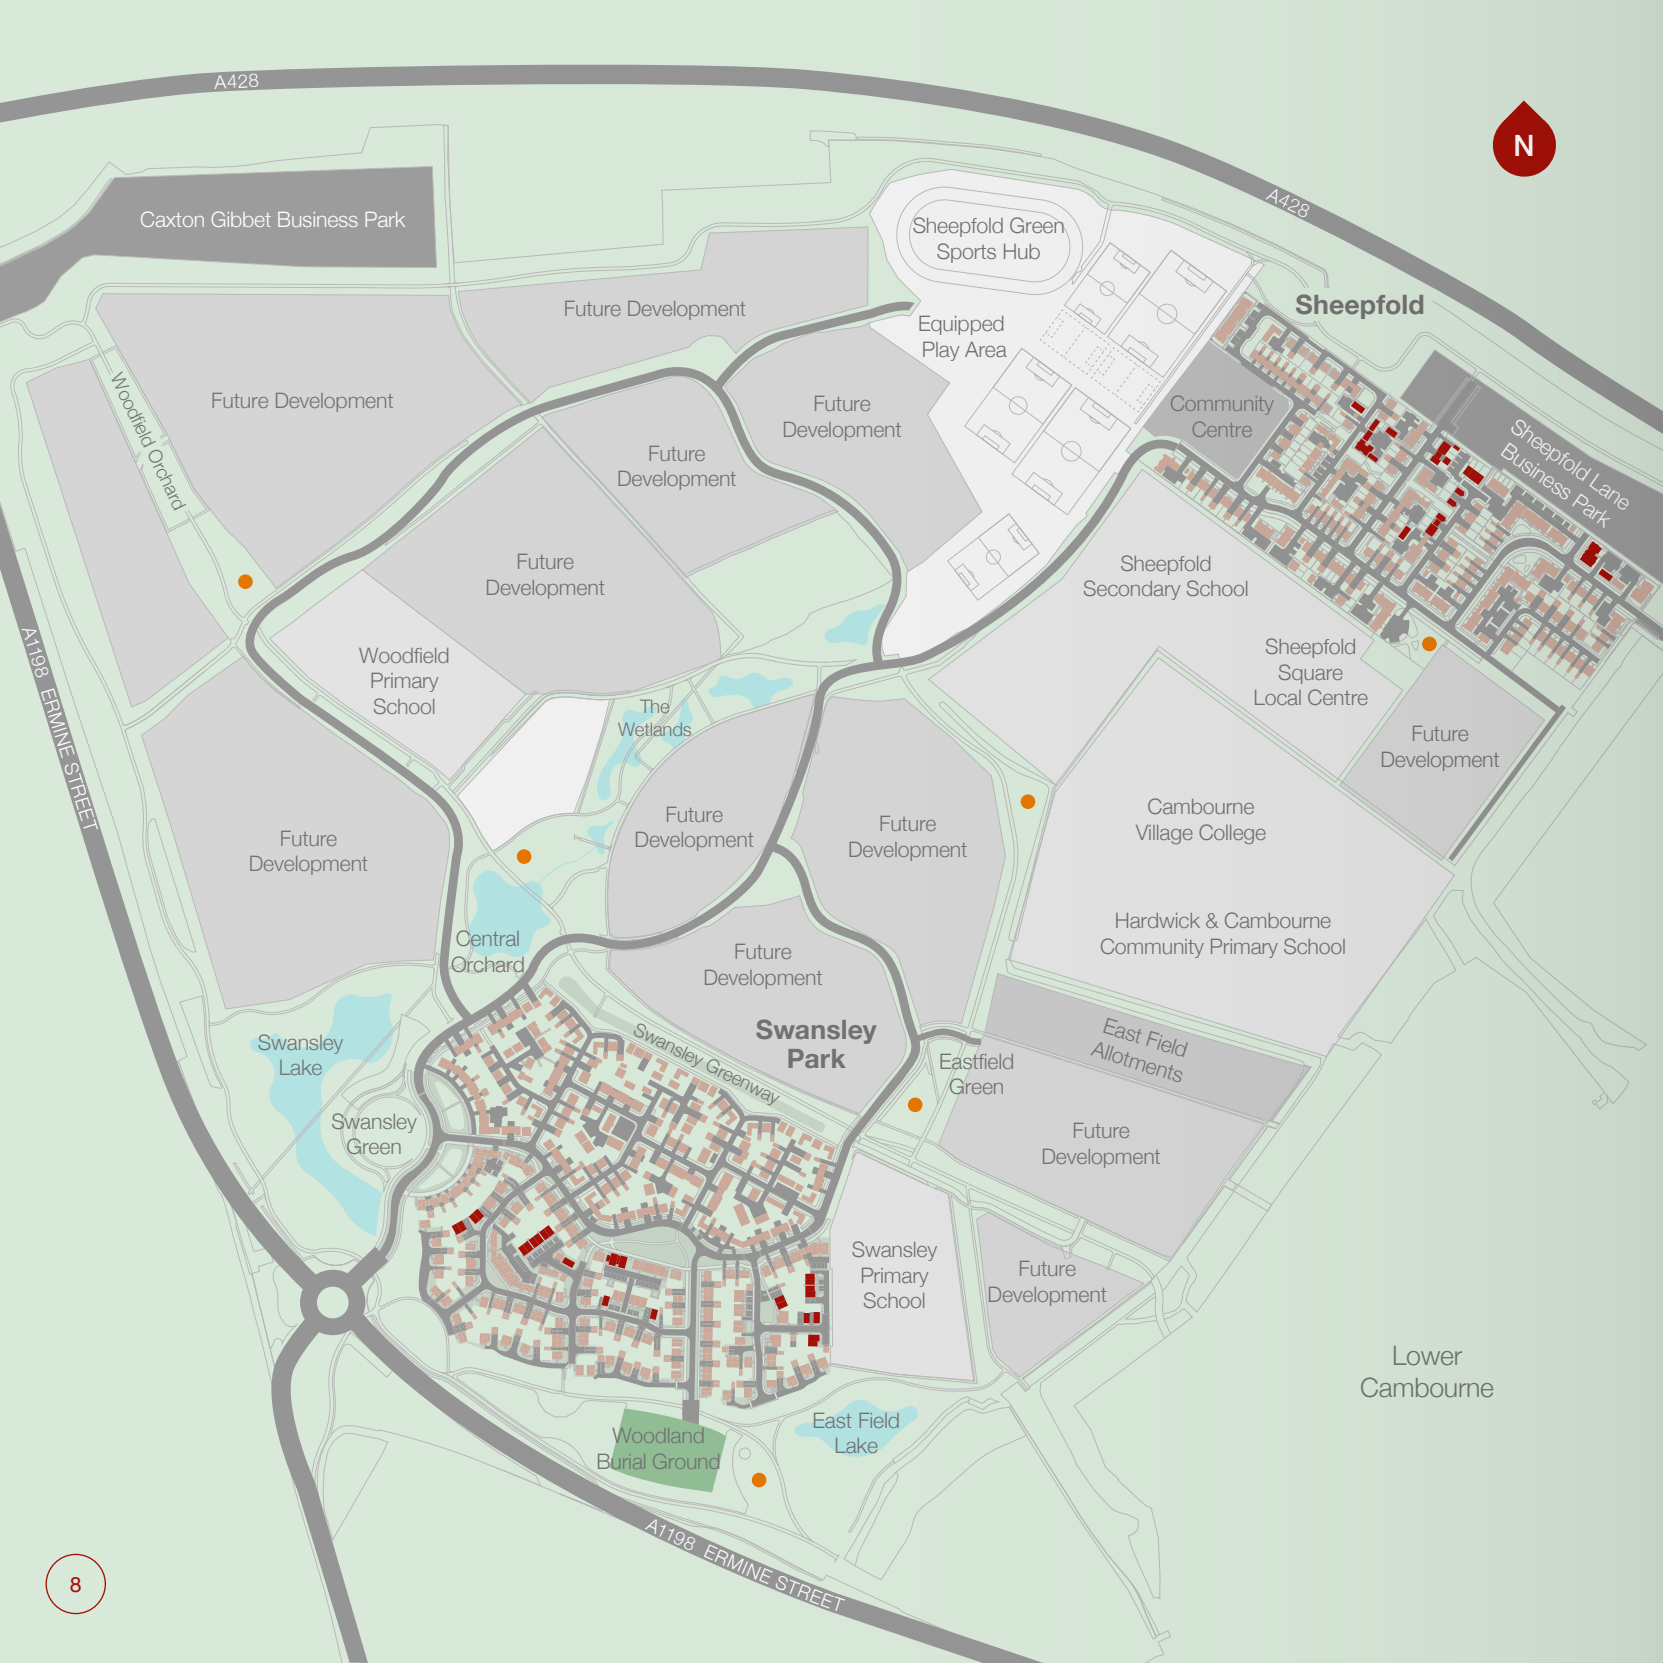 A428
N
A428
Caxton Gibbet Business Park
Sheepfold Green
Sports Hub
Sheepfold
Future Development
Equipped
Play Area
Woodfield Orchard
Future Development
Future
Development
Community
Centre
Sheepfold Lane
Business Park
Future
Development
Future
Development
Sheepfold
Secondary School
A1198 ERMINE STREET
Woodfield
Primary
School
Sheepfold
Square
Local Centre
The
Wetlands
Future
Development
Future
Development
Future
Development
Future
Development
Cambourne
Village College
Hardwick & Cambourne
Community Primary School
Central
Orchard
Future
Development
Swansley
Lake
Swansley Greenway
Swansley
Park
East Field
Allotments
Eastfield
Green
Swansley
Green
Future
Development
Swansley
Primary
School
Future
Development
Lower
Cambourne
East Field
Lake
Woodland
Burial Ground
A1198 ERMINE STREET
8